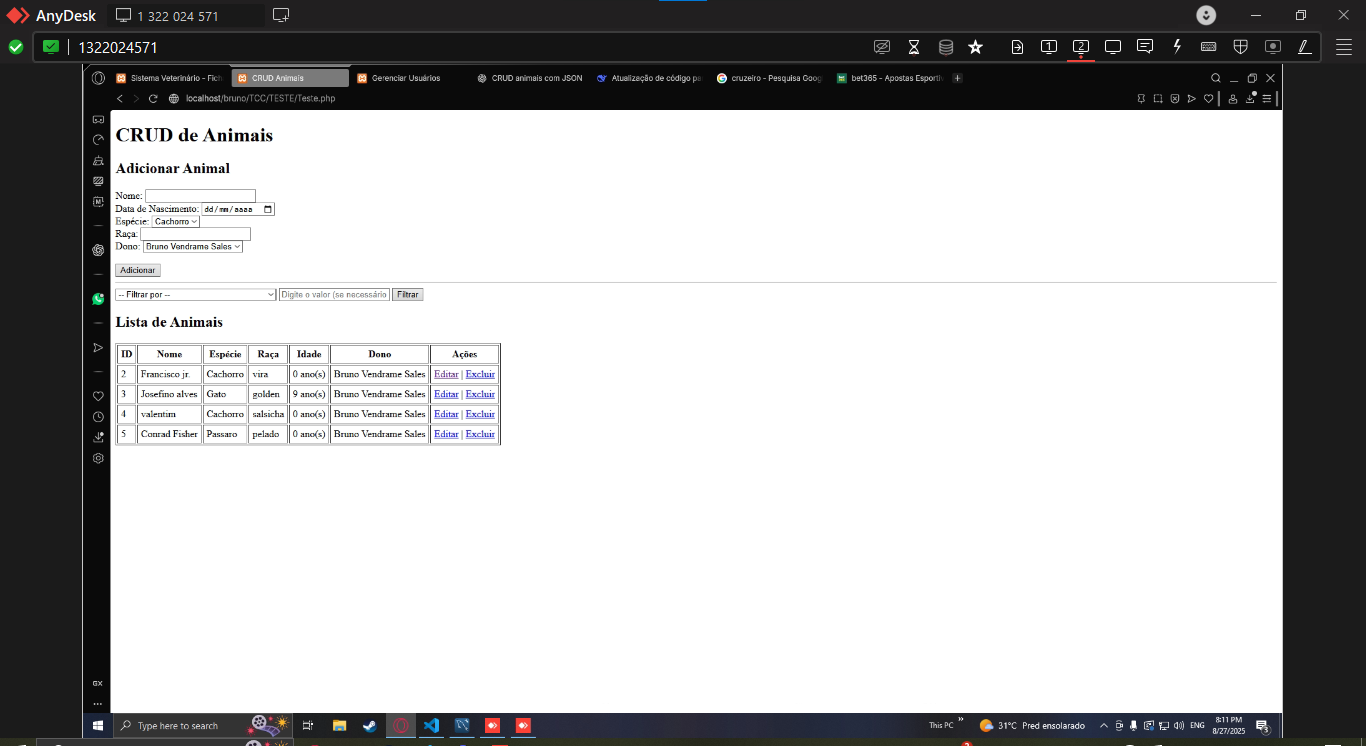 AnyDesk 1 322 024 571
1322024571
1 2
Sistema Veterinário - Fich CRUD Animais Gerenciar Usuários CRUD animais com JSON Atualização de código pa cruzeiro - Pesquisa Goog bet365 - Apostas Esportiv
localhost/bruno/TCC/TESTE/Teste.php
CRUD de Animais
Adicionar Animal
Nome:
Data de Nascimento: dd/mm/aaaa
Espécie: Cachorro
Raça:
Dono: Bruno Vendrame Sales
Adicionar
-- Filtrar por -- Digite o valor (se necessário Filtrar
Lista de Animais
ID Nome Espécie Raça Idade Dono Ações
2 Francisco jr. Cachorro vira 0 ano(s) Bruno Vendrame Sales Editar | Excluir
3 Josefino alves Gato golden 9 ano(s) Bruno Vendrame Sales Editar | Excluir
4 valentim Cachorro salsicha 0 ano(s) Bruno Vendrame Sales Editar | Excluir
5 Conrad Fisher Passaro pelado 0 ano(s) Bruno Vendrame Sales Editar | Excluir
GX
Type here to search This PC 31°C Pred ensolarado ENG 8:11 PM
8/27/2025 3